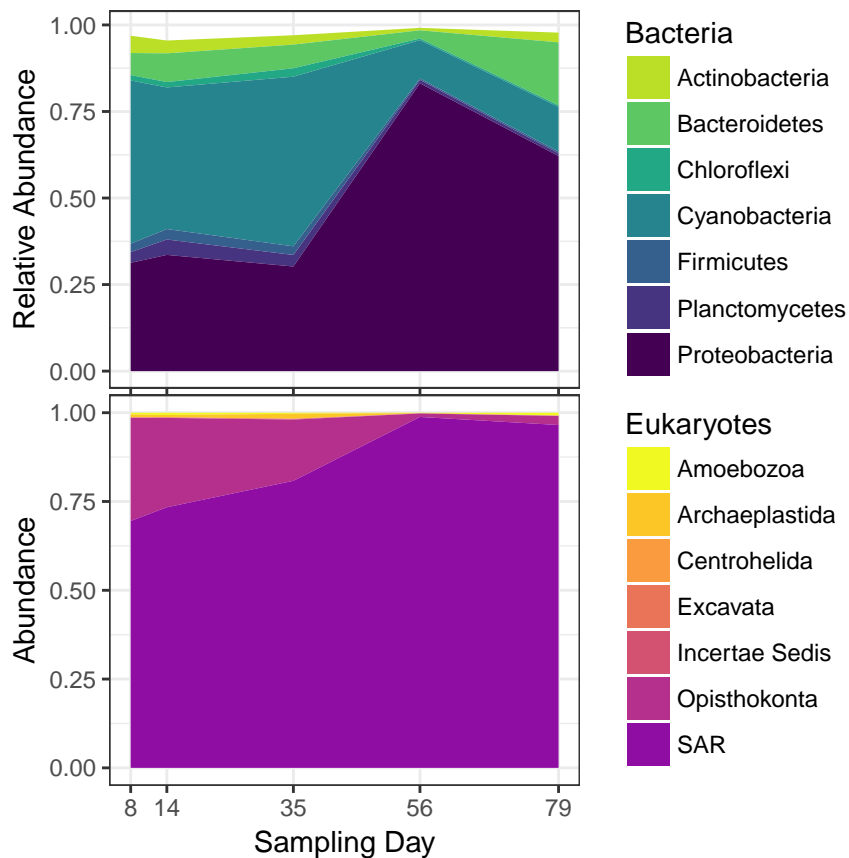 Relative Abundance
1.00
0.75
0.50
0.25
0.00
Bacteria
Actinobacteria
Bacteroidetes
Chloroflexi
Cyanobacteria
Firmicutes
Planctomycetes
Proteobacteria
Abundance
1.00
0.75
0.50
0.25
0.00
8 14 35 56 79
Sampling Day
Eukaryotes
Amoebozoa
Archaeplastida
Centrohelida
Excavata
Incertae Sedis
Opisthokonta
SAR